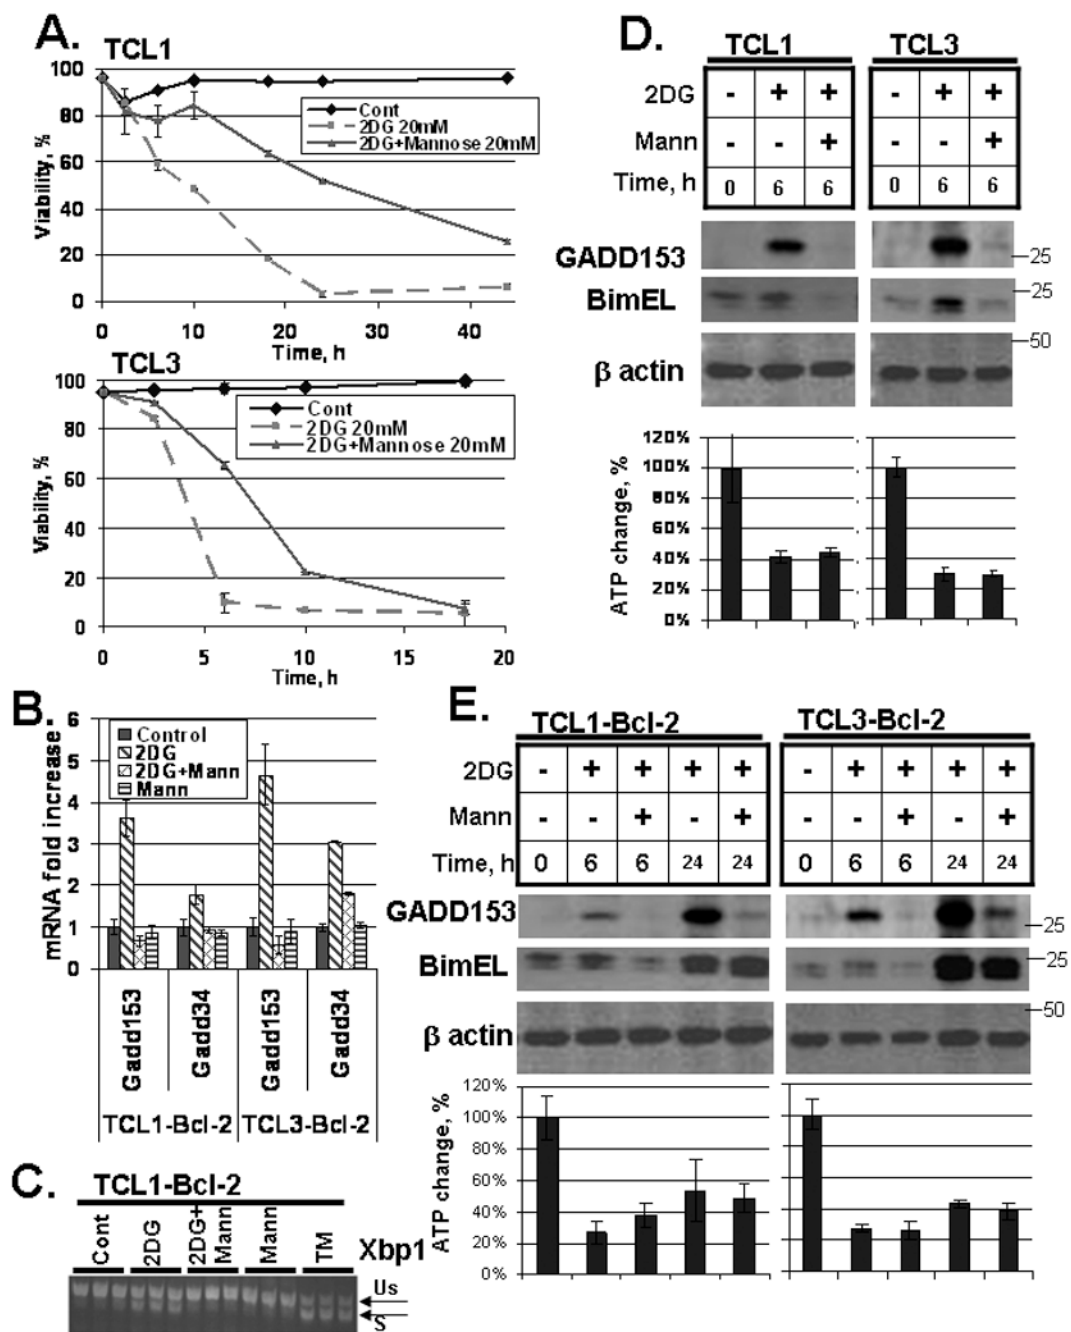 A.
TCL1
100
80
60
40
20
0
Viability, %
Cont
2DG 20mM
2DG+Mannose 20mM
0 10 20 30 40
Time, h
TCL3
100
80
60
40
20
0
Viability, %
Cont
2DG 20mM
2DG+Mannose 20mM
0 5 10 15 20
Time, h
B.
6
5
4
3
2
1
0
mRNA fold increase
Control
2DG
2DG+Mann
Mann
Gadd153
Gadd34
Gadd153
Gadd34
TCL1-Bcl-2 TCL3-Bcl-2
C.
TCL1-Bcl-2
Cont
2DG
2DG+
Mann
Mann
TM
Xbp1
Us
S
D.
TCL1 TCL3
2DG - + + - + +
Mann - - + - - +
Time, h 0 6 6 0 6 6
GADD153
25
BimEL
25
β actin
50
ATP change, %
120%
100%
80%
60%
40%
20%
0%
E.
TCL1-Bcl-2 TCL3-Bcl-2
2DG - + + + + - + + + +
Mann - - + - + - - + - +
Time, h 0 6 6 24 24 0 6 6 24 24
GADD153
25
BimEL
25
β actin
50
ATP change, %
120%
100%
80%
60%
40%
20%
0%